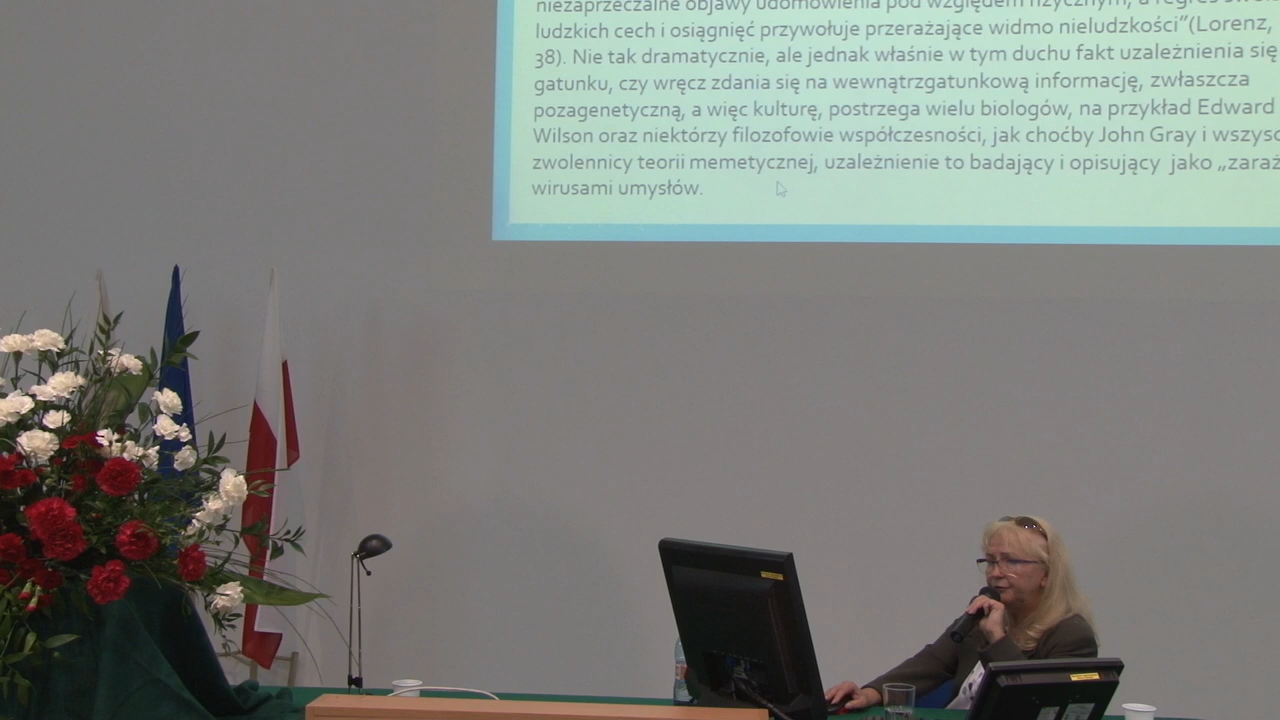 niezaprzeczalne objawy udomowienia pod względem fizycznym, a regres
ludzkich cech i osiągnięć przywołuje przerażające widmo nieludzkości"(Lorenz,
38). Nie tak dramatycznie, ale jednak właśnie w tym duchu fakt uzależnienia się
gatunku, czy wręcz zdania się na wewnątrzgatunkową informację, zwłaszcza
pozagenetyczną, a więc kulturę, postrzega wielu biologów, na przykład Edward
Wilson oraz niektórzy filozofowie współczesności, jak choćby John Gray i
zwolennicy teorii memetycznej, uzależnienie to badający i opisujący jako
wirusami umysłów.